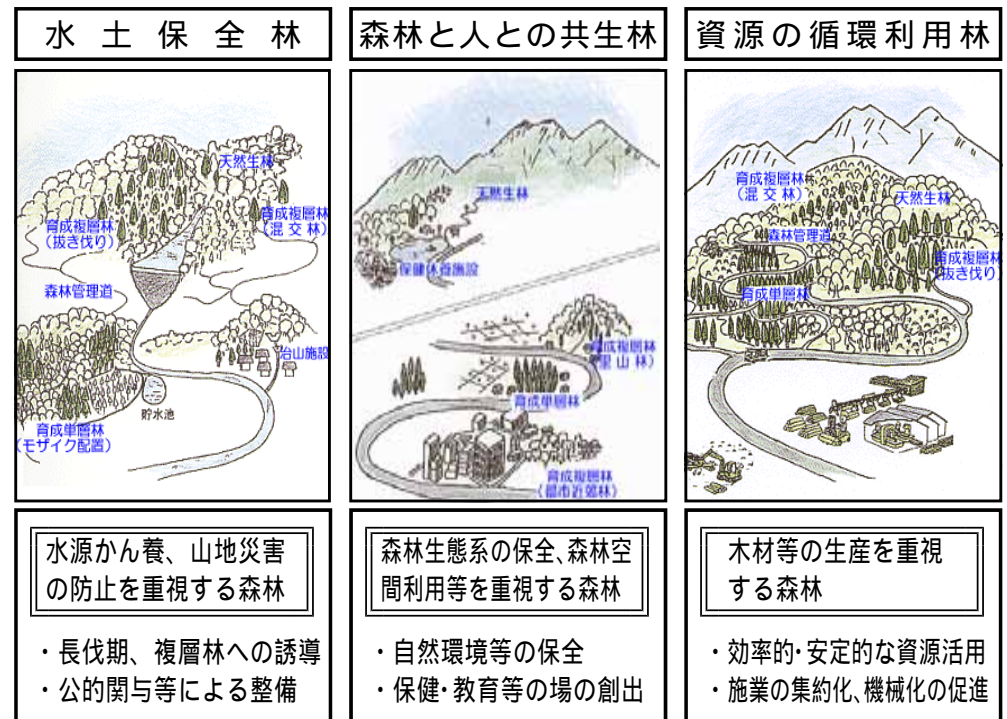 水土保全林
天然生林
育成複層林
(抜き伐り)
育成複層林
(混交林)
森林管理道
治山施設
貯水池
育成単層林
(モザイク配置)
水源かん養、山地災害
の防止を重視する森林
・長伐期、複層林への誘導
・公的関与等による整備
森林と人との共生林
天然生林
保健休養施設
育成複層林
(里山林)
育成単層林
育成複層林
(都市近郊林)
森林生態系の保全、森林空
間利用等を重視する森林
・自然環境等の保全
・保健・教育等の場の創出
資源の循環利用林
育成複層林
(混交林)
天然生林
森林管理道
育成複層林
(抜き伐り)
育成単層林
木材等の生産を重視
する森林
・効率的・安定的な資源活用
・施業の集約化、機械化の促進